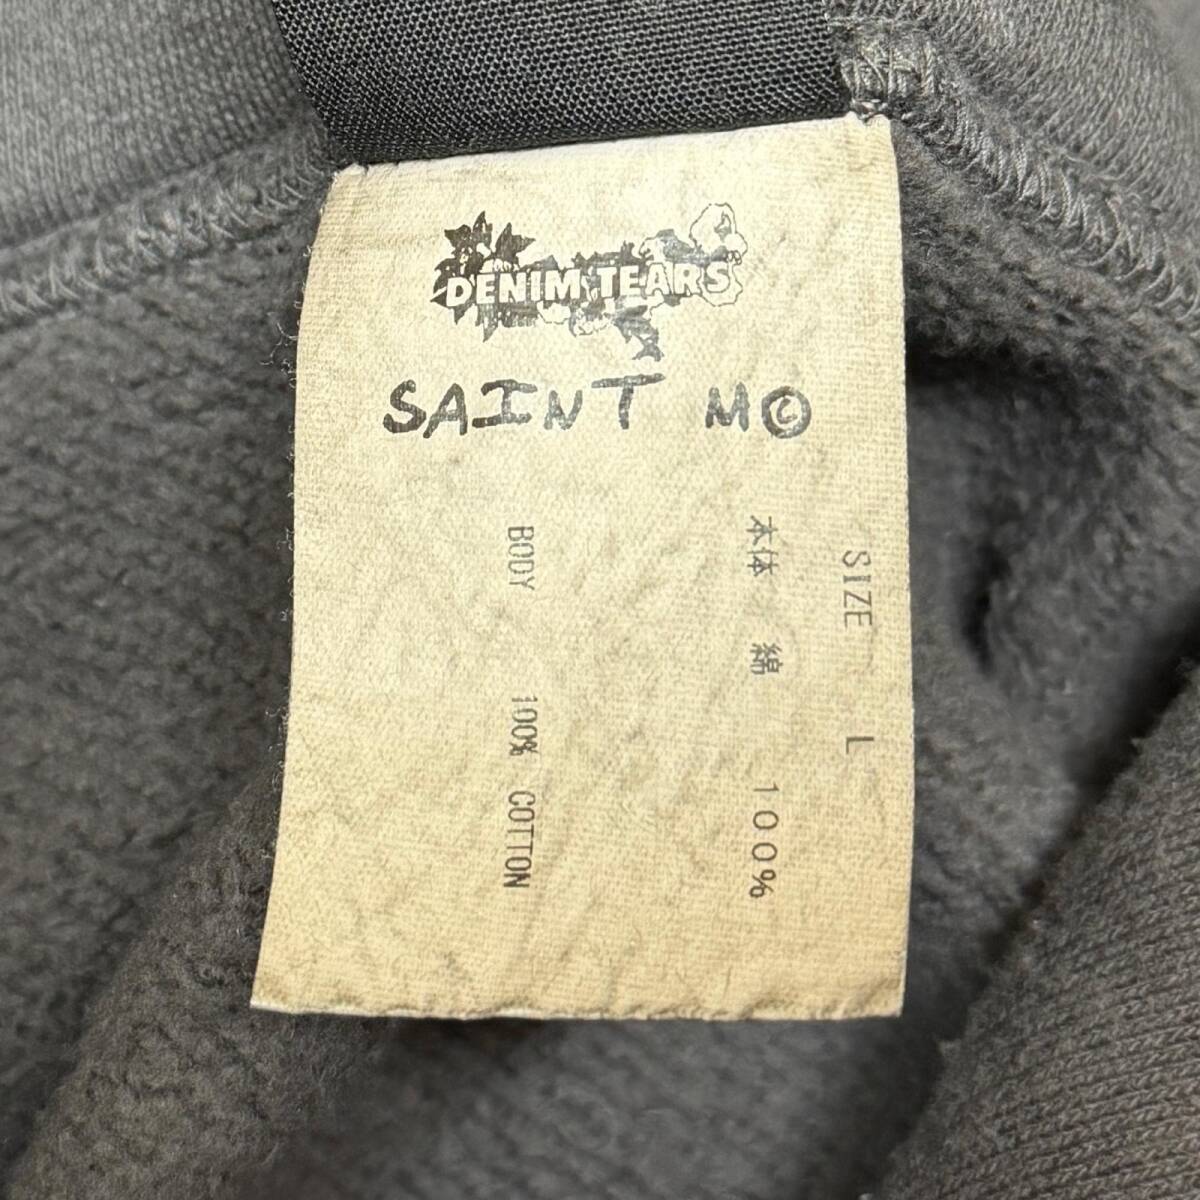 DENIM TEARS
SAINT M©
SIZE L
本体 綿 100%
BODY 100% COTTON